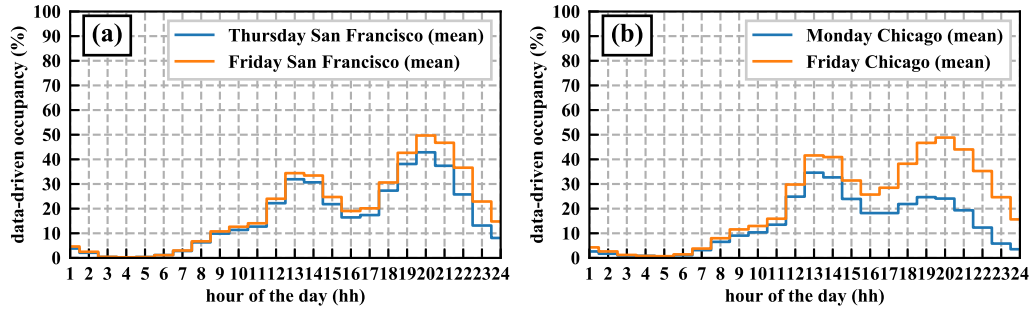 (a)
Thursday San Francisco (mean)
Friday San Francisco (mean)
data-driven occupancy (%)
100
90
80
70
60
50
40
30
20
10
0
1 2 3 4 5 6 7 8 9 10 11 12 13 14 15 16 17 18 19 20 21 22 23 24
hour of the day (hh)
(b)
Monday Chicago (mean)
Friday Chicago (mean)
data-driven occupancy (%)
100
90
80
70
60
50
40
30
20
10
0
1 2 3 4 5 6 7 8 9 10 11 12 13 14 15 16 17 18 19 20 21 22 23 24
hour of the day (hh)